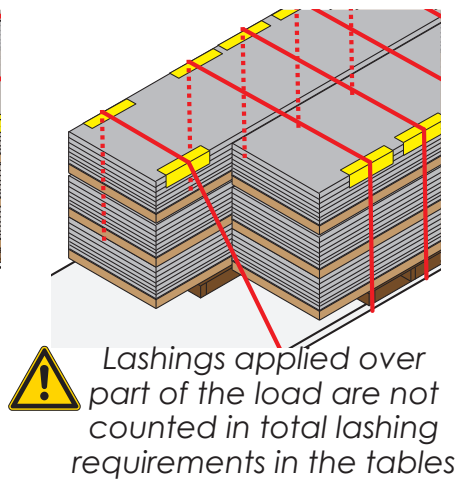 Lashings applied over
part of the load are not
counted in total lashing
requirements in the tables